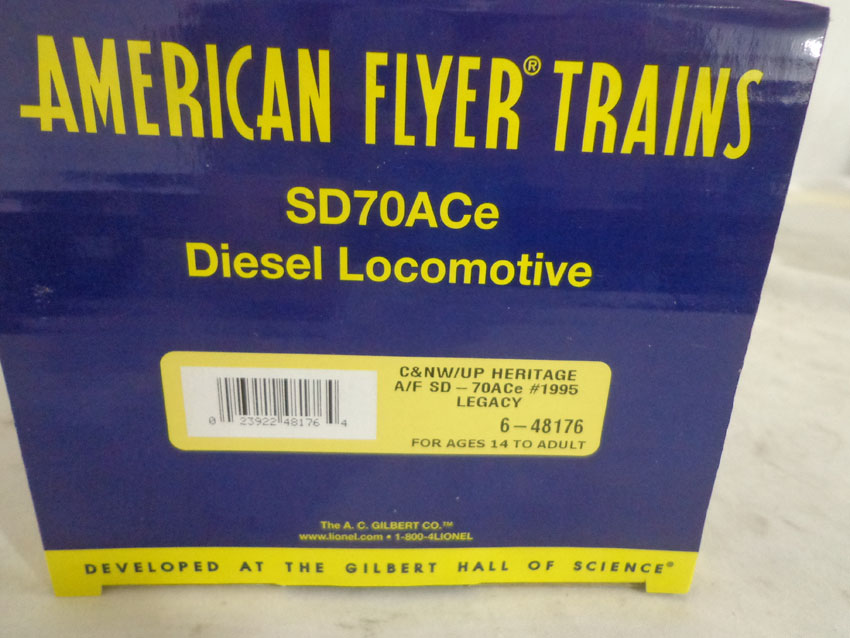 AMERICAN FLYER® TRAINS
SD70ACe
Diesel Locomotive
C&NW/UP HERITAGE
A/F SD – 70ACe #1995
LEGACY
6 – 48176
FOR AGES 14 TO ADULT
0 23922 48176 4
The A. C. GILBERT CO.™
www.lionel.com • 1-800-4LIONEL
DEVELOPED AT THE GILBERT HALL OF SCIENCE®